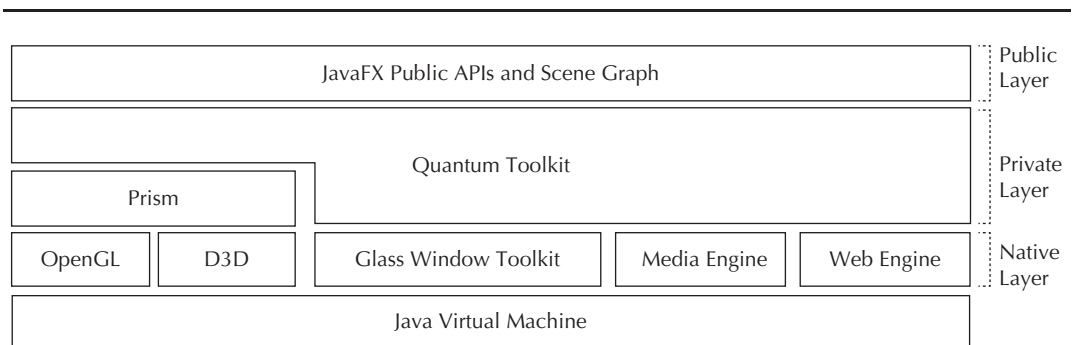 JavaFX Public APIs and Scene Graph
Public
Layer
Quantum Toolkit
Private
Layer
Prism
OpenGL
D3D
Glass Window Toolkit
Media Engine
Web Engine
Native
Layer
Java Virtual Machine